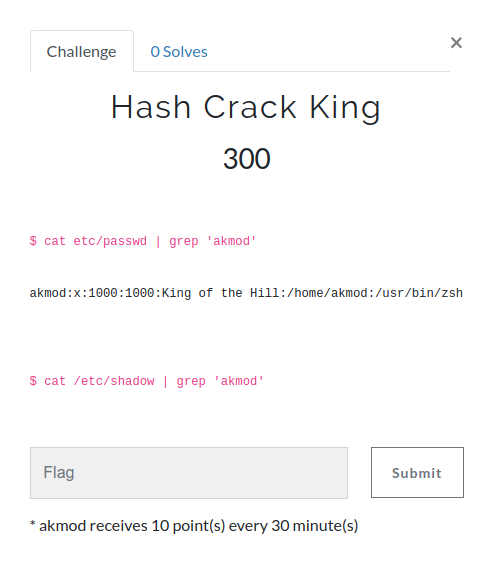 Challenge
0 Solves
×
Hash Crack King
300
$ cat etc/passwd | grep 'akmod'
akmod:x:1000:1000:King of the Hill:/home/akmod:/usr/bin/zsh
$ cat /etc/shadow | grep 'akmod'
Flag
Submit
* akmod receives 10 point(s) every 30 minute(s)